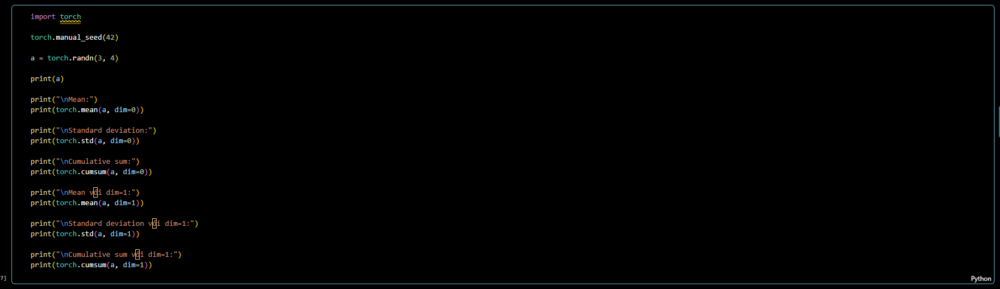 import torch
torch.manual_seed(42)
a = torch.randn(3, 4)
print(a)
print("\nMean:")
print(torch.mean(a, dim=0))
print("\nStandard deviation:")
print(torch.std(a, dim=0))
print("\nCumulative sum:")
print(torch.cumsum(a, dim=0))
print("\nMean với dim=1:")
print(torch.mean(a, dim=1))
print("\nStandard deviation với dim=1:")
print(torch.std(a, dim=1))
print("\nCumulative sum với dim=1:")
print(torch.cumsum(a, dim=1))
7]
Python